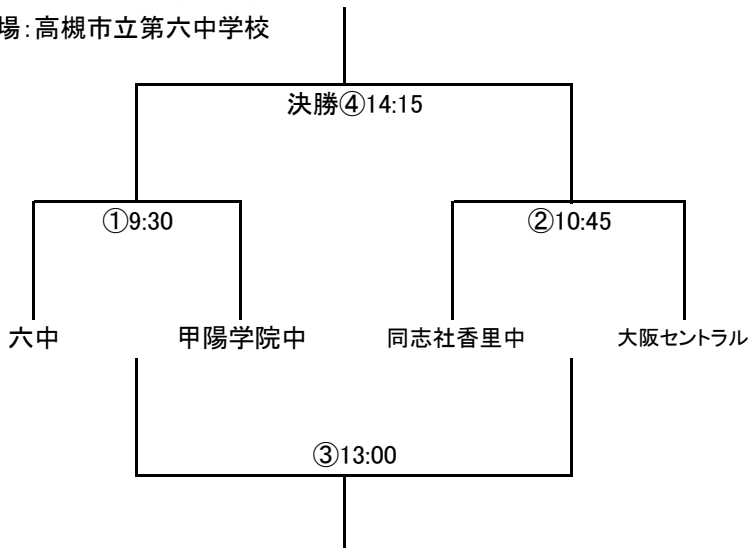 場：高槻市立第六中学校
決勝④14:15
①9:30
②10:45
六中
甲陽学院中
同志社香里中
大阪セントラル
③13:00